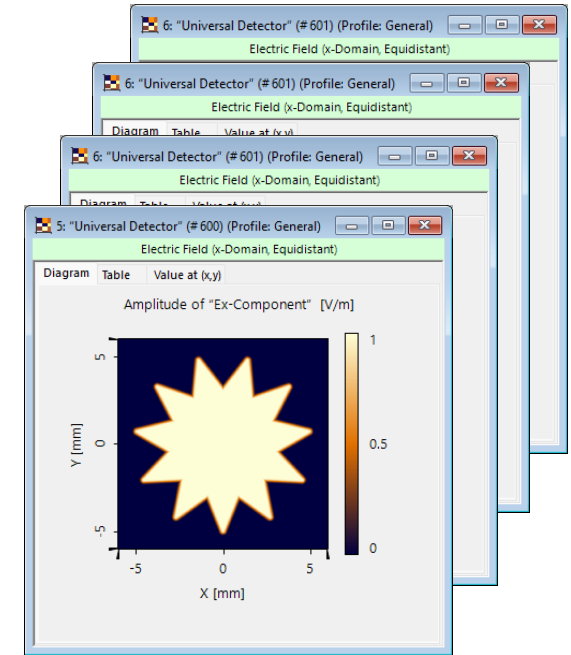 6: "Universal Detector" (# 601) (Profile: General)
Electric Field (x-Domain, Equidistant)
6: "Universal Detector" (# 601) (Profile: General)
Electric Field (x-Domain, Equidistant)
Diagram Table Value at (x,y)
6: "Universal Detector" (# 601) (Profile: General)
Electric Field (x-Domain, Equidistant)
Diagram Table Value at (x,y)
5: "Universal Detector" (# 600) (Profile: General)
Electric Field (x-Domain, Equidistant)
Diagram Table Value at (x,y)
Amplitude of "Ex-Component" [V/m]
5
0
-5
Y [mm]
-5 0 5
X [mm]
1
0.5
0